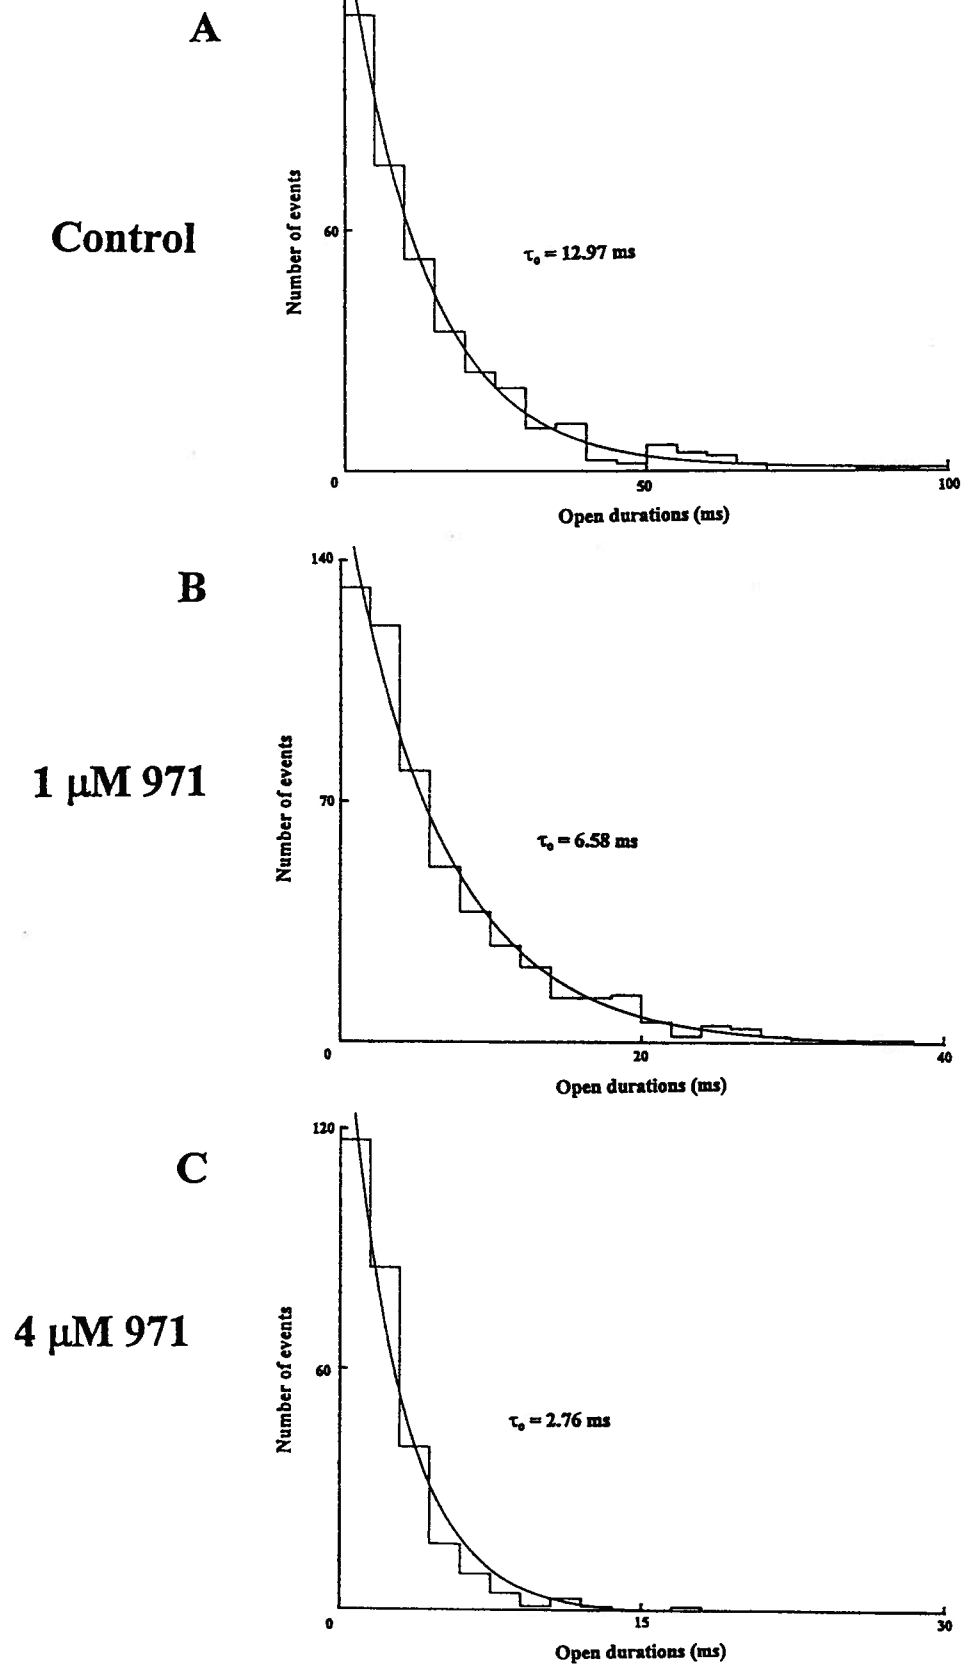 A
Control
Number of events
60
τₒ = 12.97 ms
0
50
100
Open durations (ms)
B
1 μM 971
140
Number of events
70
τₒ = 6.58 ms
0
20
40
Open durations (ms)
C
4 μM 971
120
Number of events
60
τₒ = 2.76 ms
0
15
30
Open durations (ms)